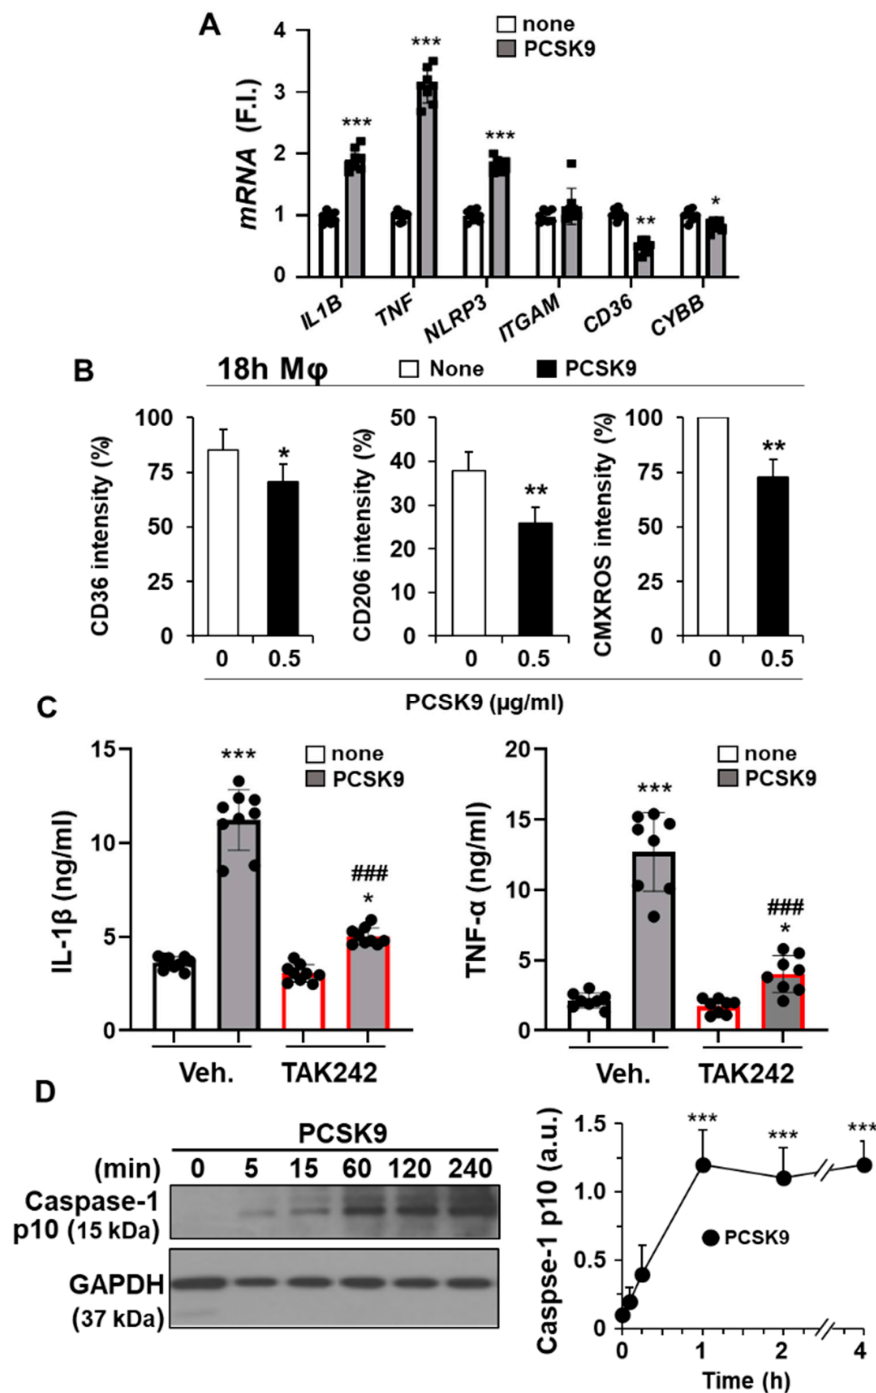 A
none
PCSK9
mRNA (F.I.)
4
3
2
1
0
***
***
***
**
*
IL1B
TNF
NLRP3
ITGAM
CD36
CYBB
B
18h Mφ
None
PCSK9
CD36 intensity (%)
100
75
50
25
0
*
0
0.5
CD206 intensity (%)
50
40
30
20
10
0
**
0
0.5
CMXROS intensity (%)
100
75
50
25
0
**
0
0.5
PCSK9 (μg/ml)
C
IL-1β (ng/ml)
15
10
5
0
none
PCSK9
***
###
*
Veh.
TAK242
TNF-α (ng/ml)
20
15
10
5
0
none
PCSK9
***
###
*
Veh.
TAK242
D
PCSK9
(min) 0 5 15 60 120 240
Caspase-1
p10 (15 kDa)
GAPDH
(37 kDa)
Caspse-1 p10 (a.u.)
1.5
1.0
0.5
0
***
***
***
PCSK9
0 1 2 4
Time (h)